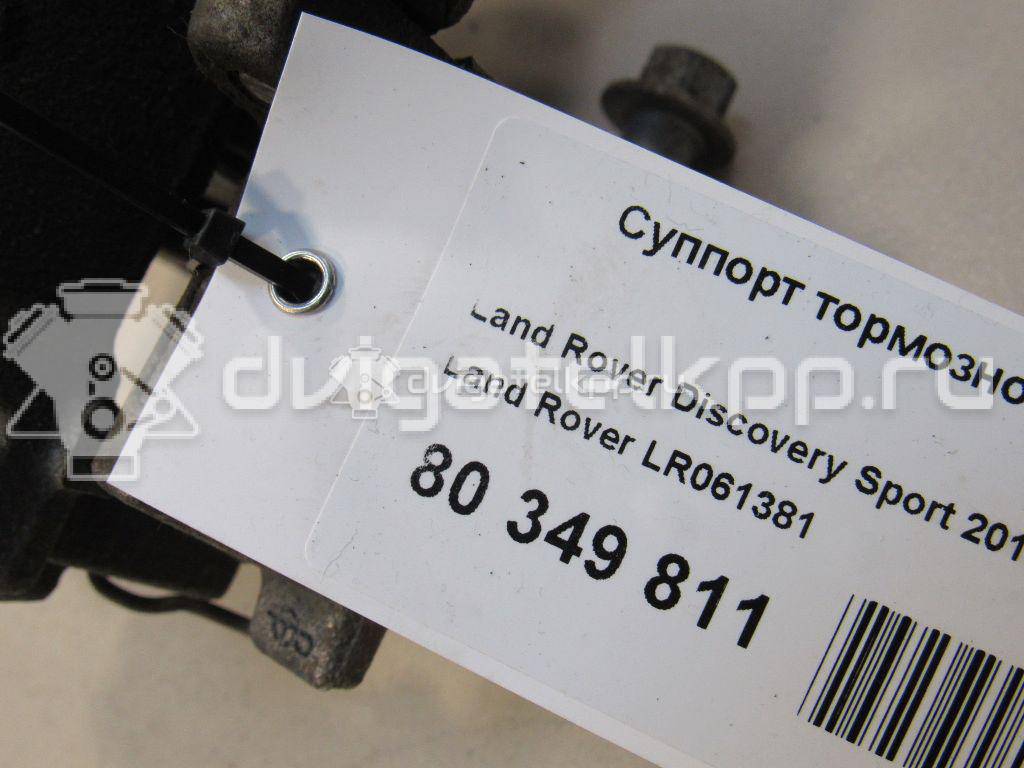 Суппорт тормозно
Land Rover Discovery Sport 201
Land Rover LR061381
80 349 811
dvigatelkpp.ru